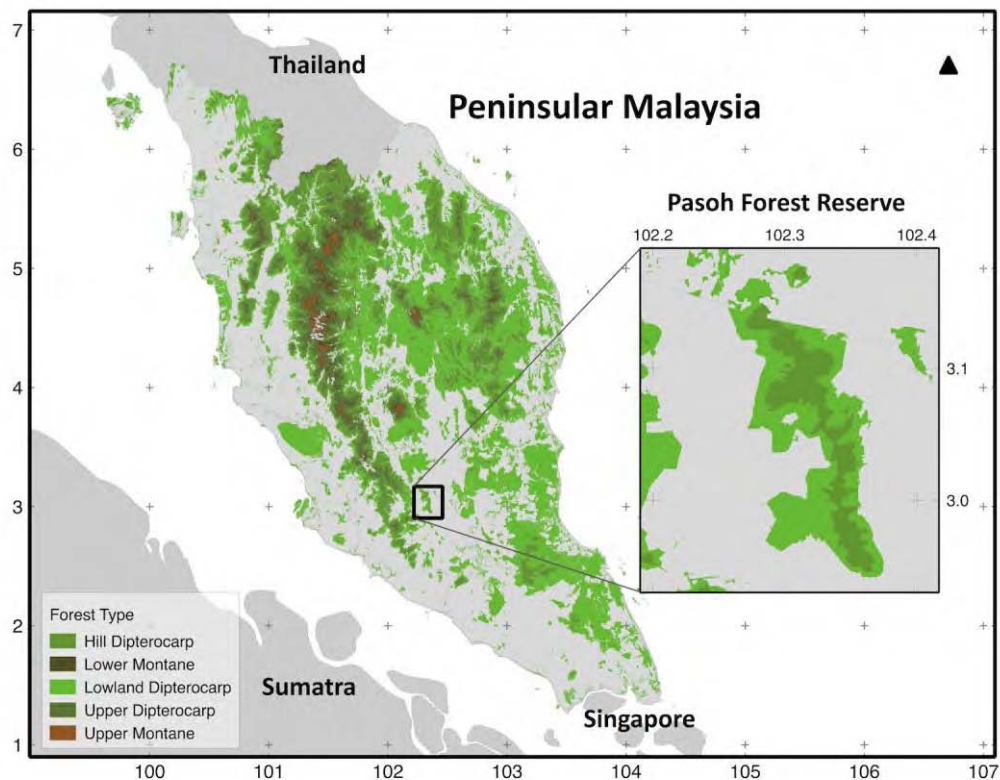 7
6
5
4
3
2
1
Thailand
Peninsular Malaysia
Pasoh Forest Reserve
102.2 102.3 102.4
3.1
3.0
Forest Type
Hill Dipterocarp
Lower Montane
Lowland Dipterocarp
Upper Dipterocarp
Upper Montane
Sumatra
Singapore
100 101 102 103 104 105 106 107